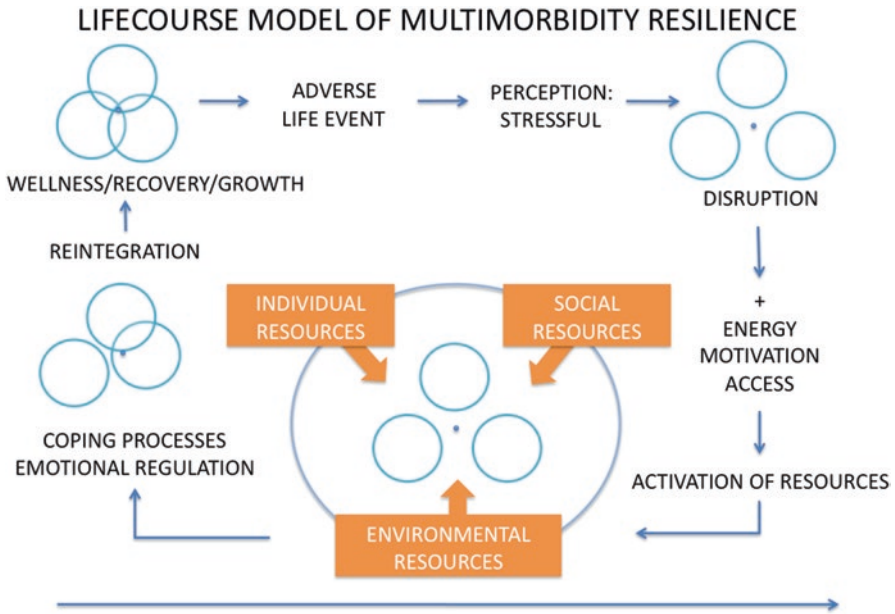 LIFECOURSE MODEL OF MULTIMORBIDITY RESILIENCE
ADVERSE
LIFE EVENT
PERCEPTION:
STRESSFUL
WELLNESS/RECOVERY/GROWTH
DISRUPTION
REINTEGRATION
INDIVIDUAL
RESOURCES
SOCIAL
RESOURCES
+
ENERGY
MOTIVATION
ACCESS
COPING PROCESSES
EMOTIONAL REGULATION
ACTIVATION OF RESOURCES
ENVIRONMENTAL
RESOURCES